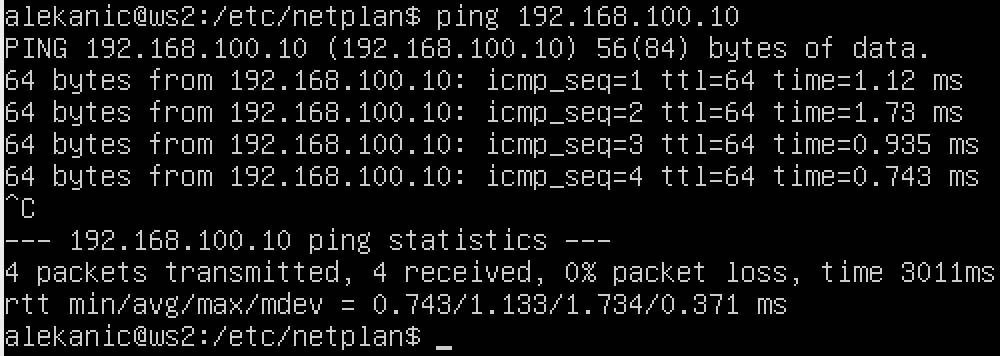 alekanic@ws2:/etc/netplan$ ping 192.168.100.10
PING 192.168.100.10 (192.168.100.10) 56(84) bytes of data.
64 bytes from 192.168.100.10: icmp_seq=1 ttl=64 time=1.12 ms
64 bytes from 192.168.100.10: icmp_seq=2 ttl=64 time=1.73 ms
64 bytes from 192.168.100.10: icmp_seq=3 ttl=64 time=0.935 ms
64 bytes from 192.168.100.10: icmp_seq=4 ttl=64 time=0.743 ms
^C
--- 192.168.100.10 ping statistics ---
4 packets transmitted, 4 received, 0% packet loss, time 3011ms
rtt min/avg/max/mdev = 0.743/1.133/1.734/0.371 ms
alekanic@ws2:/etc/netplan$ _